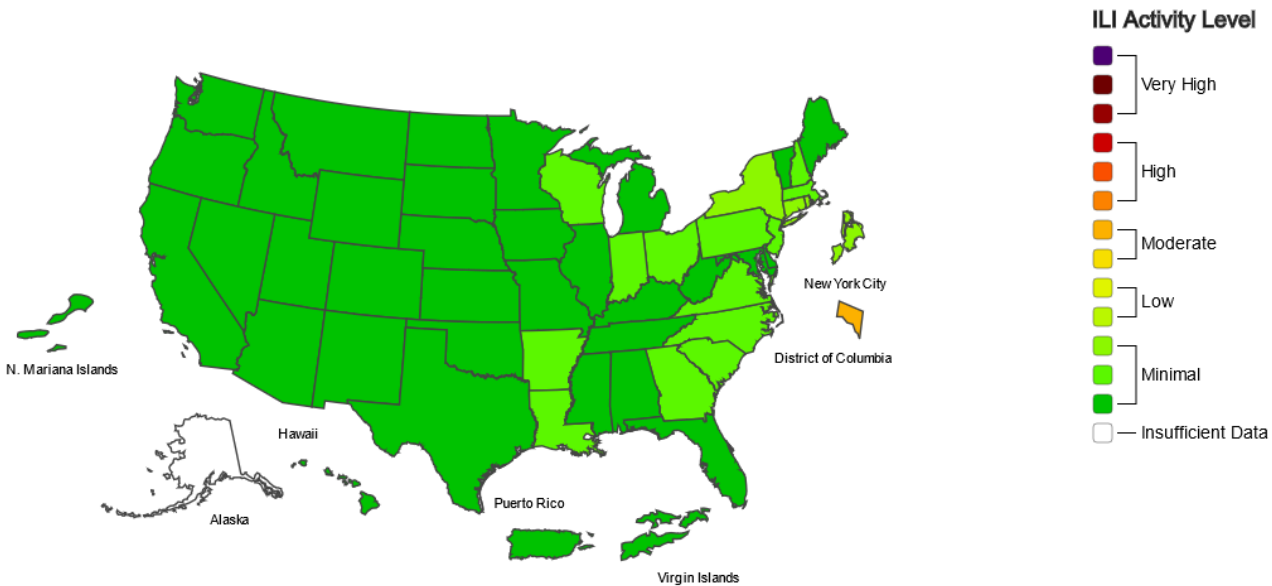 ILI Activity Level
Very High
High
Moderate
Low
Minimal
Insufficient Data
New York City
District of Columbia
N. Mariana Islands
Hawaii
Alaska
Puerto Rico
Virgin Islands